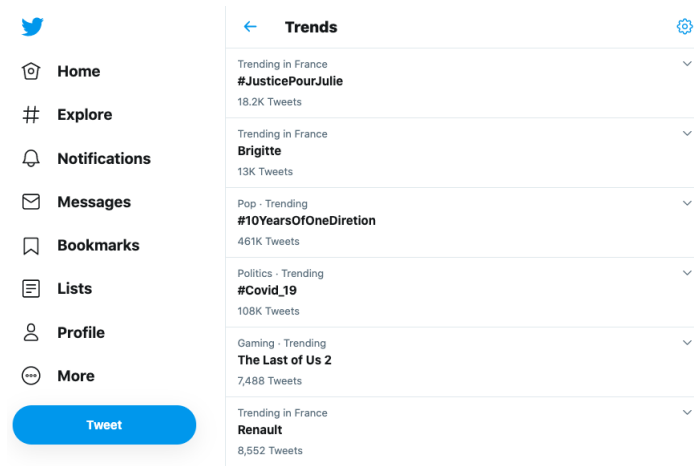 Home
Explore
Notifications
Messages
Bookmarks
Lists
Profile
More
Tweet
Trends
Trending in France
#JusticePourJulie
18.2K Tweets
Trending in France
Brigitte
13K Tweets
Pop · Trending
#10YearsOfOneDiretion
461K Tweets
Politics · Trending
#Covid_19
108K Tweets
Gaming · Trending
The Last of Us 2
7,488 Tweets
Trending in France
Renault
8,552 Tweets